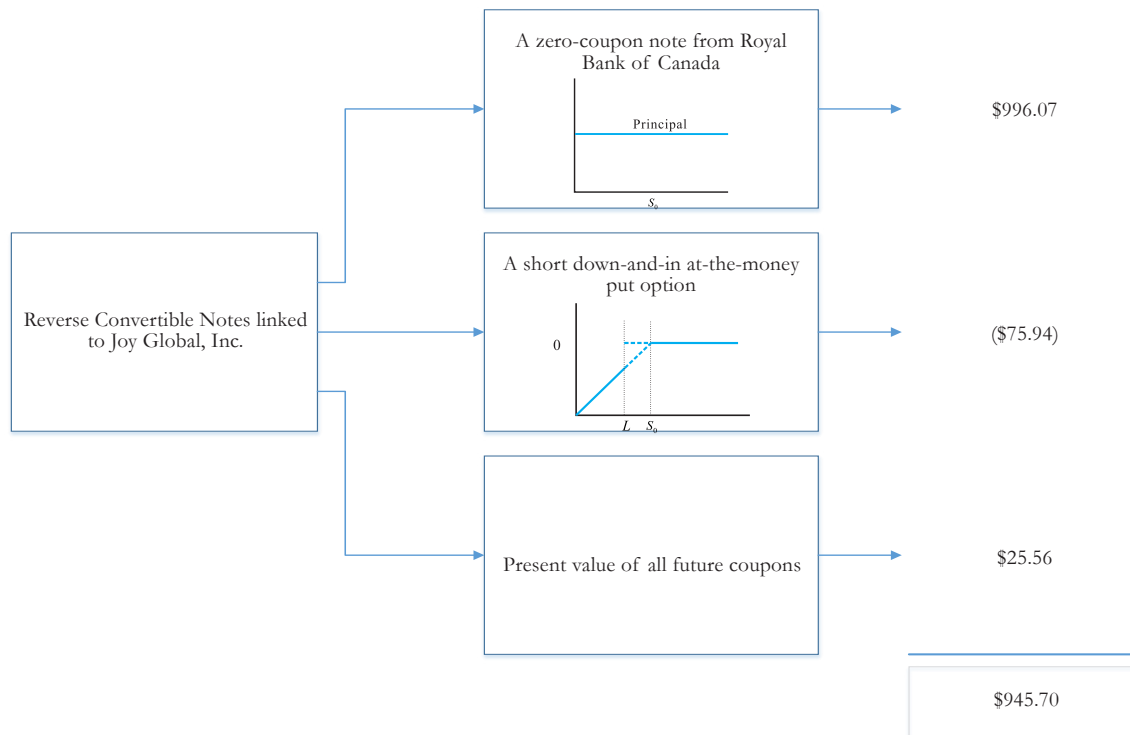 A zero-coupon note from Royal
Bank of Canada
Principal
S₀
$996.07
Reverse Convertible Notes linked
to Joy Global, Inc.
A short down-and-in at-the-money
put option
0
L S₀
($75.94)
Present value of all future coupons
$25.56
$945.70